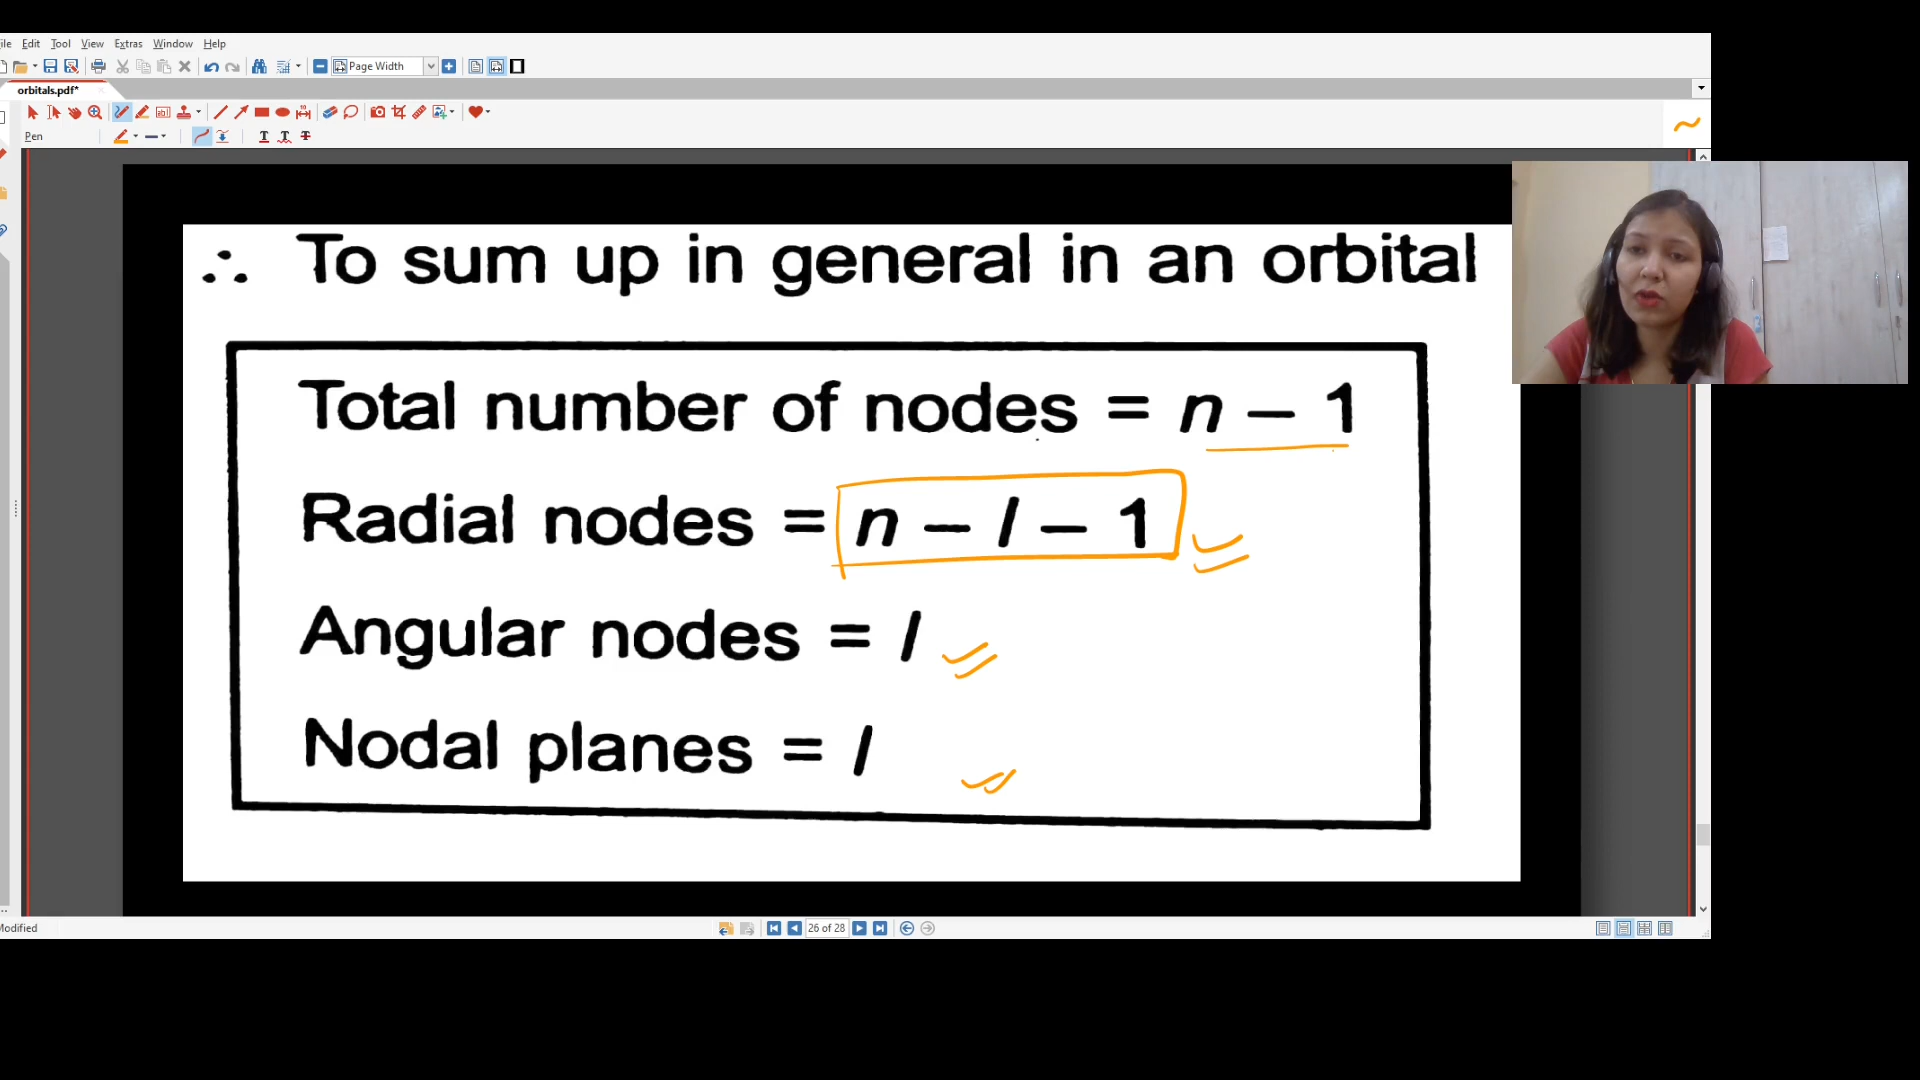 ile Edit Tool View Extras Window Help
Page Width
orbitals.pdf*
Pen
∴ To sum up in general in an orbital
Total number of nodes = n – 1
Radial nodes = n – l – 1
Angular nodes = l
Nodal planes = l
Modified
26 of 28